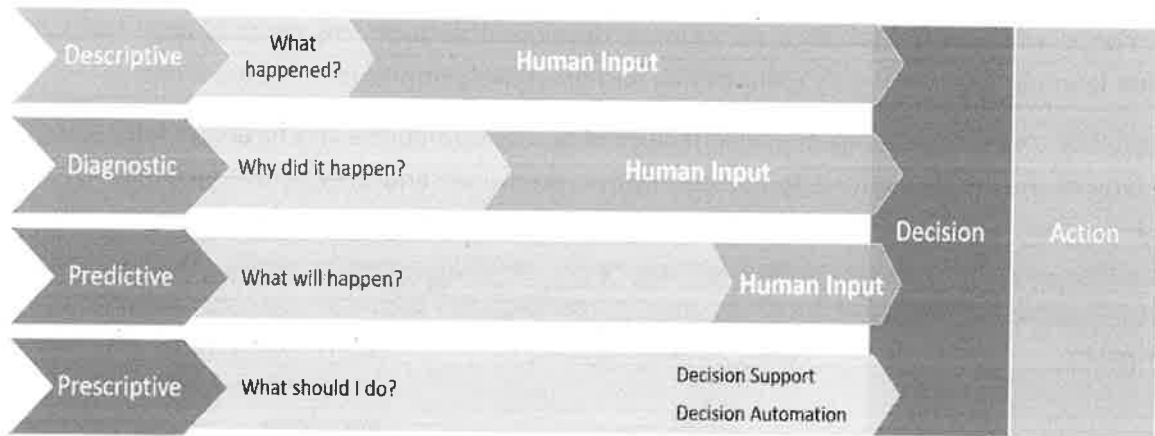 Descriptive
What
happened?
Human Input
Diagnostic
Why did it happen?
Human Input
Predictive
What will happen?
Human Input
Prescriptive
What should I do?
Decision Support
Decision Automation
Decision
Action